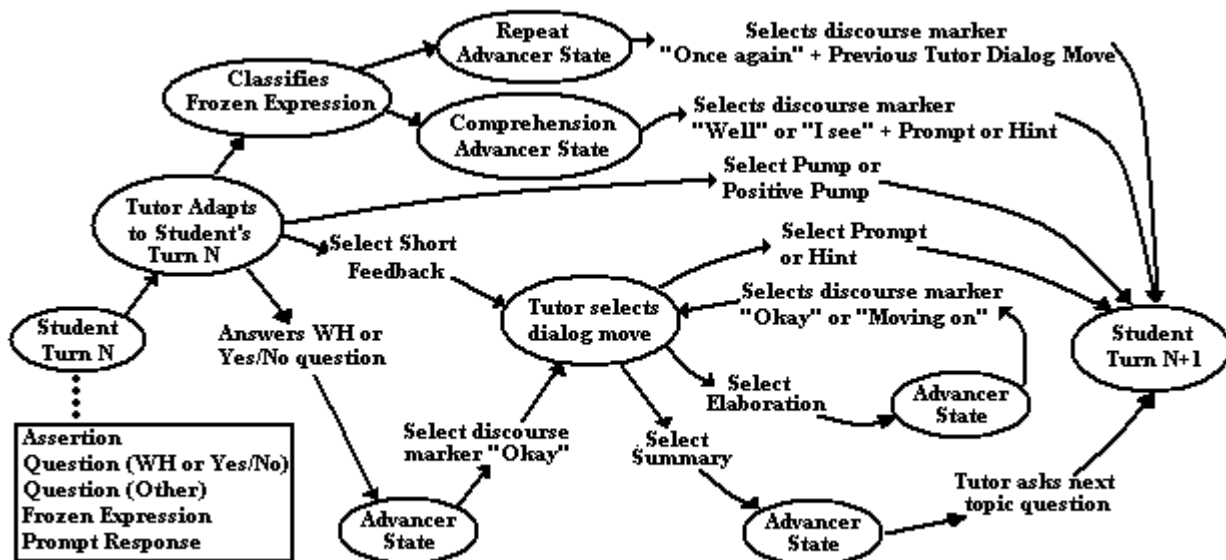 Repeat
Advancer State
Selects discourse marker
"Once again" + Previous Tutor Dialog Move
Classifies
Frozen Expression
Comprehension
Advancer State
Selects discourse marker
"Well" or "I see" + Prompt or Hint
Select Pump or
Positive Pump
Tutor Adapts
to Student's
Turn N
Select Short
Feedback
Select Prompt
or Hint
Tutor selects
dialog move
Selects discourse marker
"Okay" or "Moving on"
Student
Turn N
Answers WH or
Yes/No question
Student
Turn N+1
Select
Elaboration
Advancer
State
Assertion
Question (WH or Yes/No)
Question (Other)
Frozen Expression
Prompt Response
Select discourse
marker "Okay"
Select
Summary
Advancer
State
Advancer
State
Tutor asks next
topic question